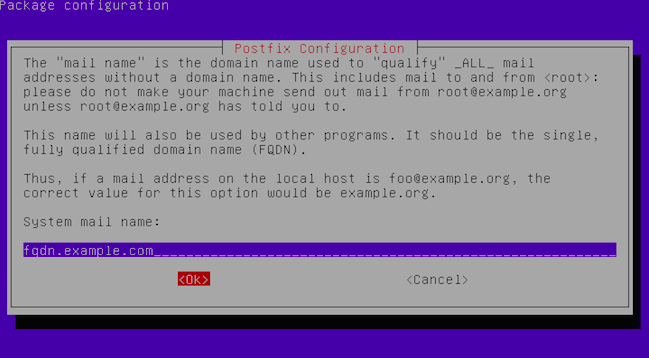 Package configuration
Postfix Configuration
The "mail name" is the domain name used to "qualify" _ALL_ mail
addresses without a domain name. This includes mail to and from <root>:
please do not make your machine send out mail from root@example.org
unless root@example.org has told you to.
This name will also be used by other programs. It should be the single,
fully qualified domain name (FQDN).
Thus, if a mail address on the local host is foo@example.org, the
correct value for this option would be example.org.
System mail name:
fqdn.example.com
<Ok> <Cancel>